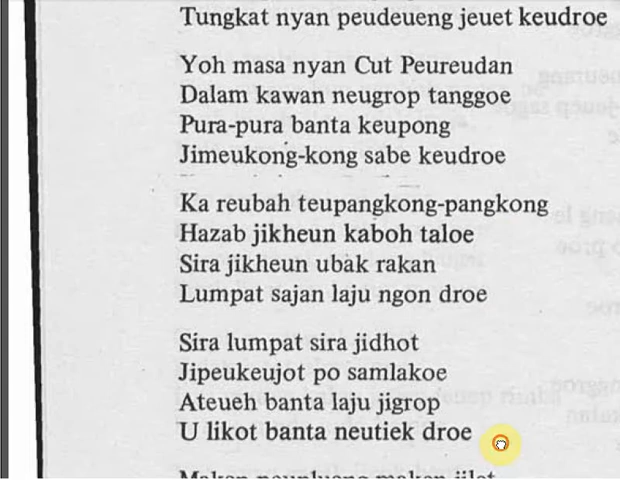 Tungkat nyan peudeueng jeuet keudroe
Yoh masa nyan Cut Peureudan
Dalam kawan neugrop tanggoe
Pura-pura banta keupong
Jimeukong-kong sabe keudroe
Ka reubah teupangkong-pangkong
Hazab jikheun kaboh taloe
Sira jikheun ubak rakan
Lumpat sajan laju ngon droe
Sira lumpat sira jidhot
Jipeukeujot po samlakoe
Ateueh banta laju jigrop
U likot banta neutiek droe